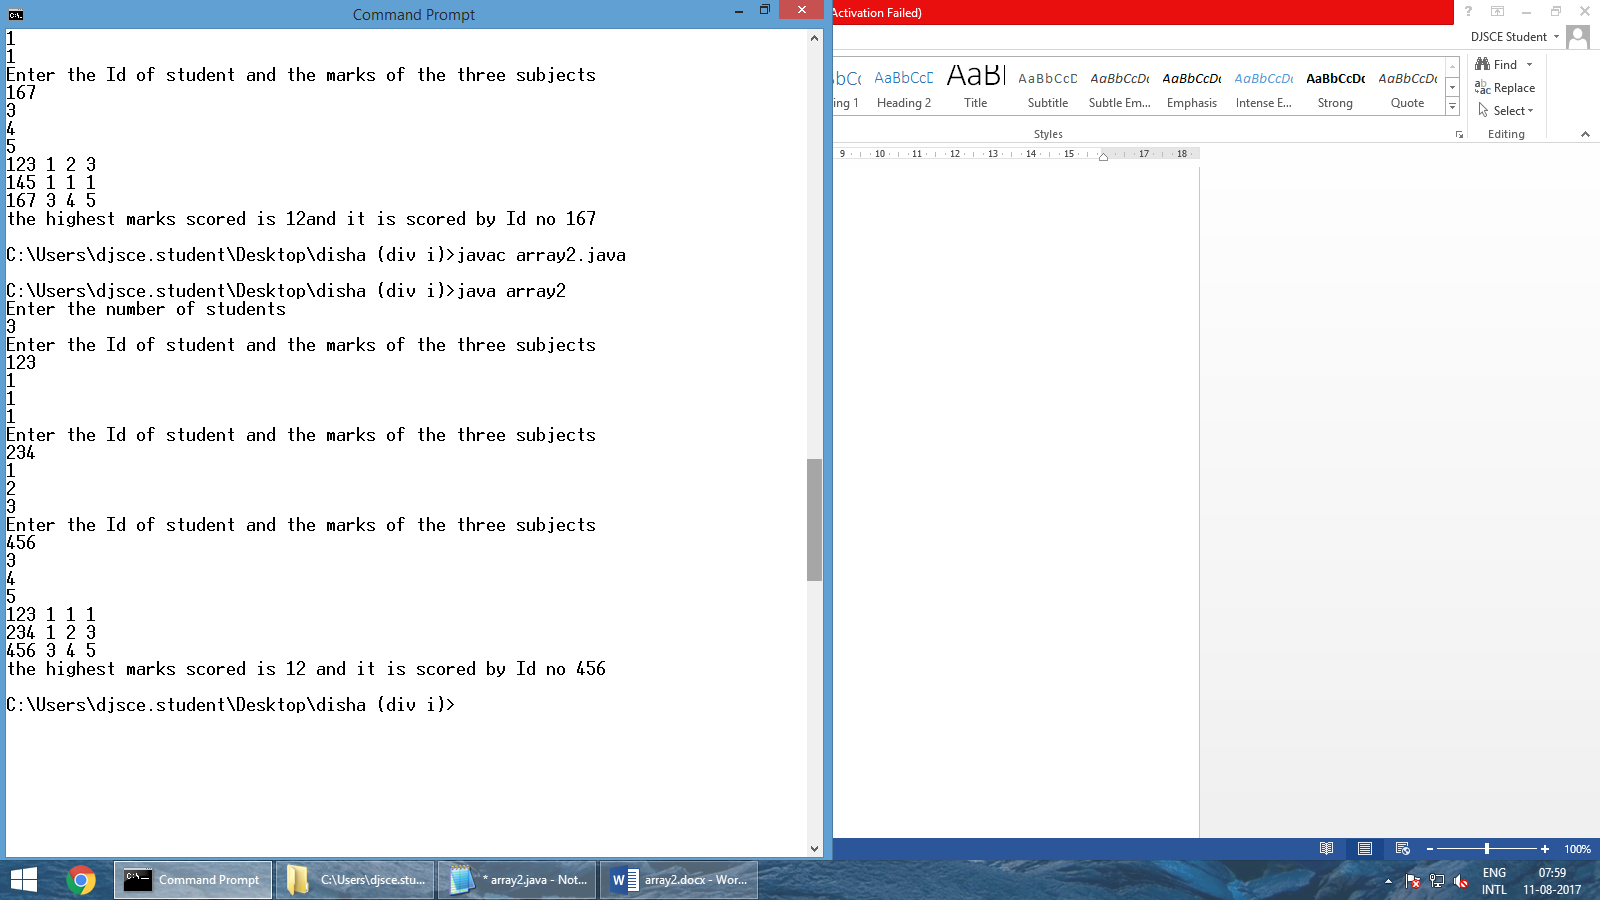 Command Prompt
1
1
Enter the Id of student and the marks of the three subjects
167
3
4
5
123 1 2 3
145 1 1 1
167 3 4 5
the highest marks scored is 12and it is scored by Id no 167
C:\Users\djsce.student\Desktop\disha (div i)>javac array2.java
C:\Users\djsce.student\Desktop\disha (div i)>java array2
Enter the number of students
3
Enter the Id of student and the marks of the three subjects
123
1
1
1
Enter the Id of student and the marks of the three subjects
234
1
2
3
Enter the Id of student and the marks of the three subjects
456
3
4
5
123 1 1 1
234 1 2 3
456 3 4 5
the highest marks scored is 12 and it is scored by Id no 456
C:\Users\djsce.student\Desktop\disha (div i)>
Activation Failed)
DJSCE Student
AaBbCcD AaBl AaBbCcD AaBbCcDc AaBbCcDc AaBbCcDc AaBbCcDc AaBbCcDc
ing 1 Heading 2 Title Subtitle Subtle Em... Emphasis Intense E... Strong Quote
Styles
Find
Replace
Select
Editing
9 10 11 12 13 14 15 17 18
100%
Command Prompt
C:\Users\djsce.stu...
* array2.java - Not...
array2.docx - Wor...
ENG
INTL
07:59
11-08-2017